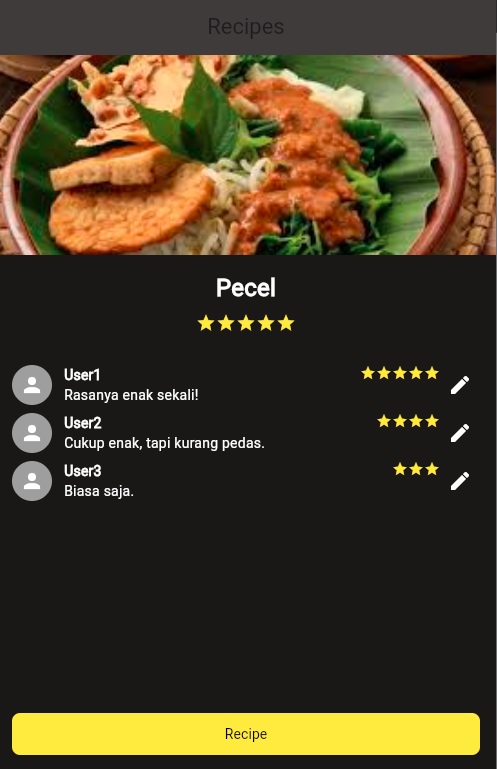 Recipes
Pecel
User1
Rasanya enak sekali!
User2
Cukup enak, tapi kurang pedas.
User3
Biasa saja.
Recipe